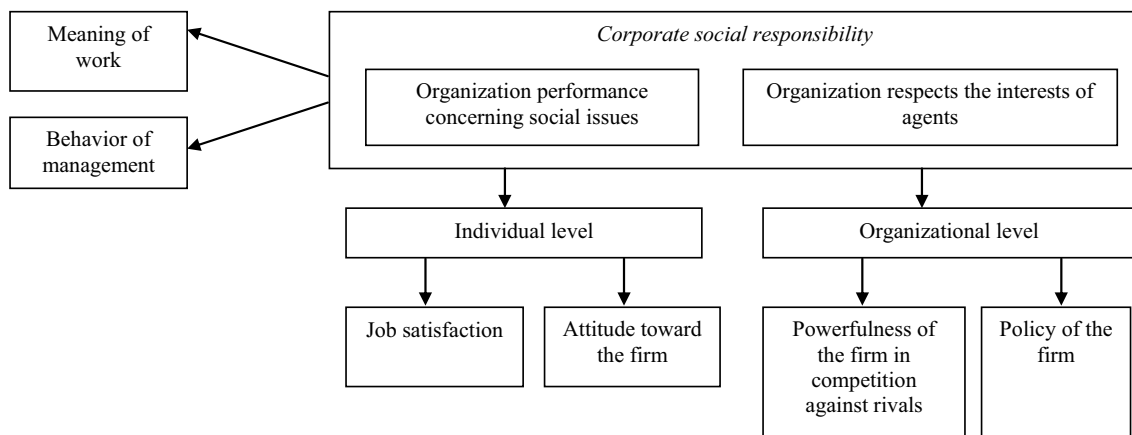 Meaning of
work
Behavior of
management
Corporate social responsibility
Organization performance
concerning social issues
Organization respects the interests of
agents
Individual level
Organizational level
Job satisfaction
Attitude toward
the firm
Powerfulness of
the firm in
competition
against rivals
Policy of the
firm